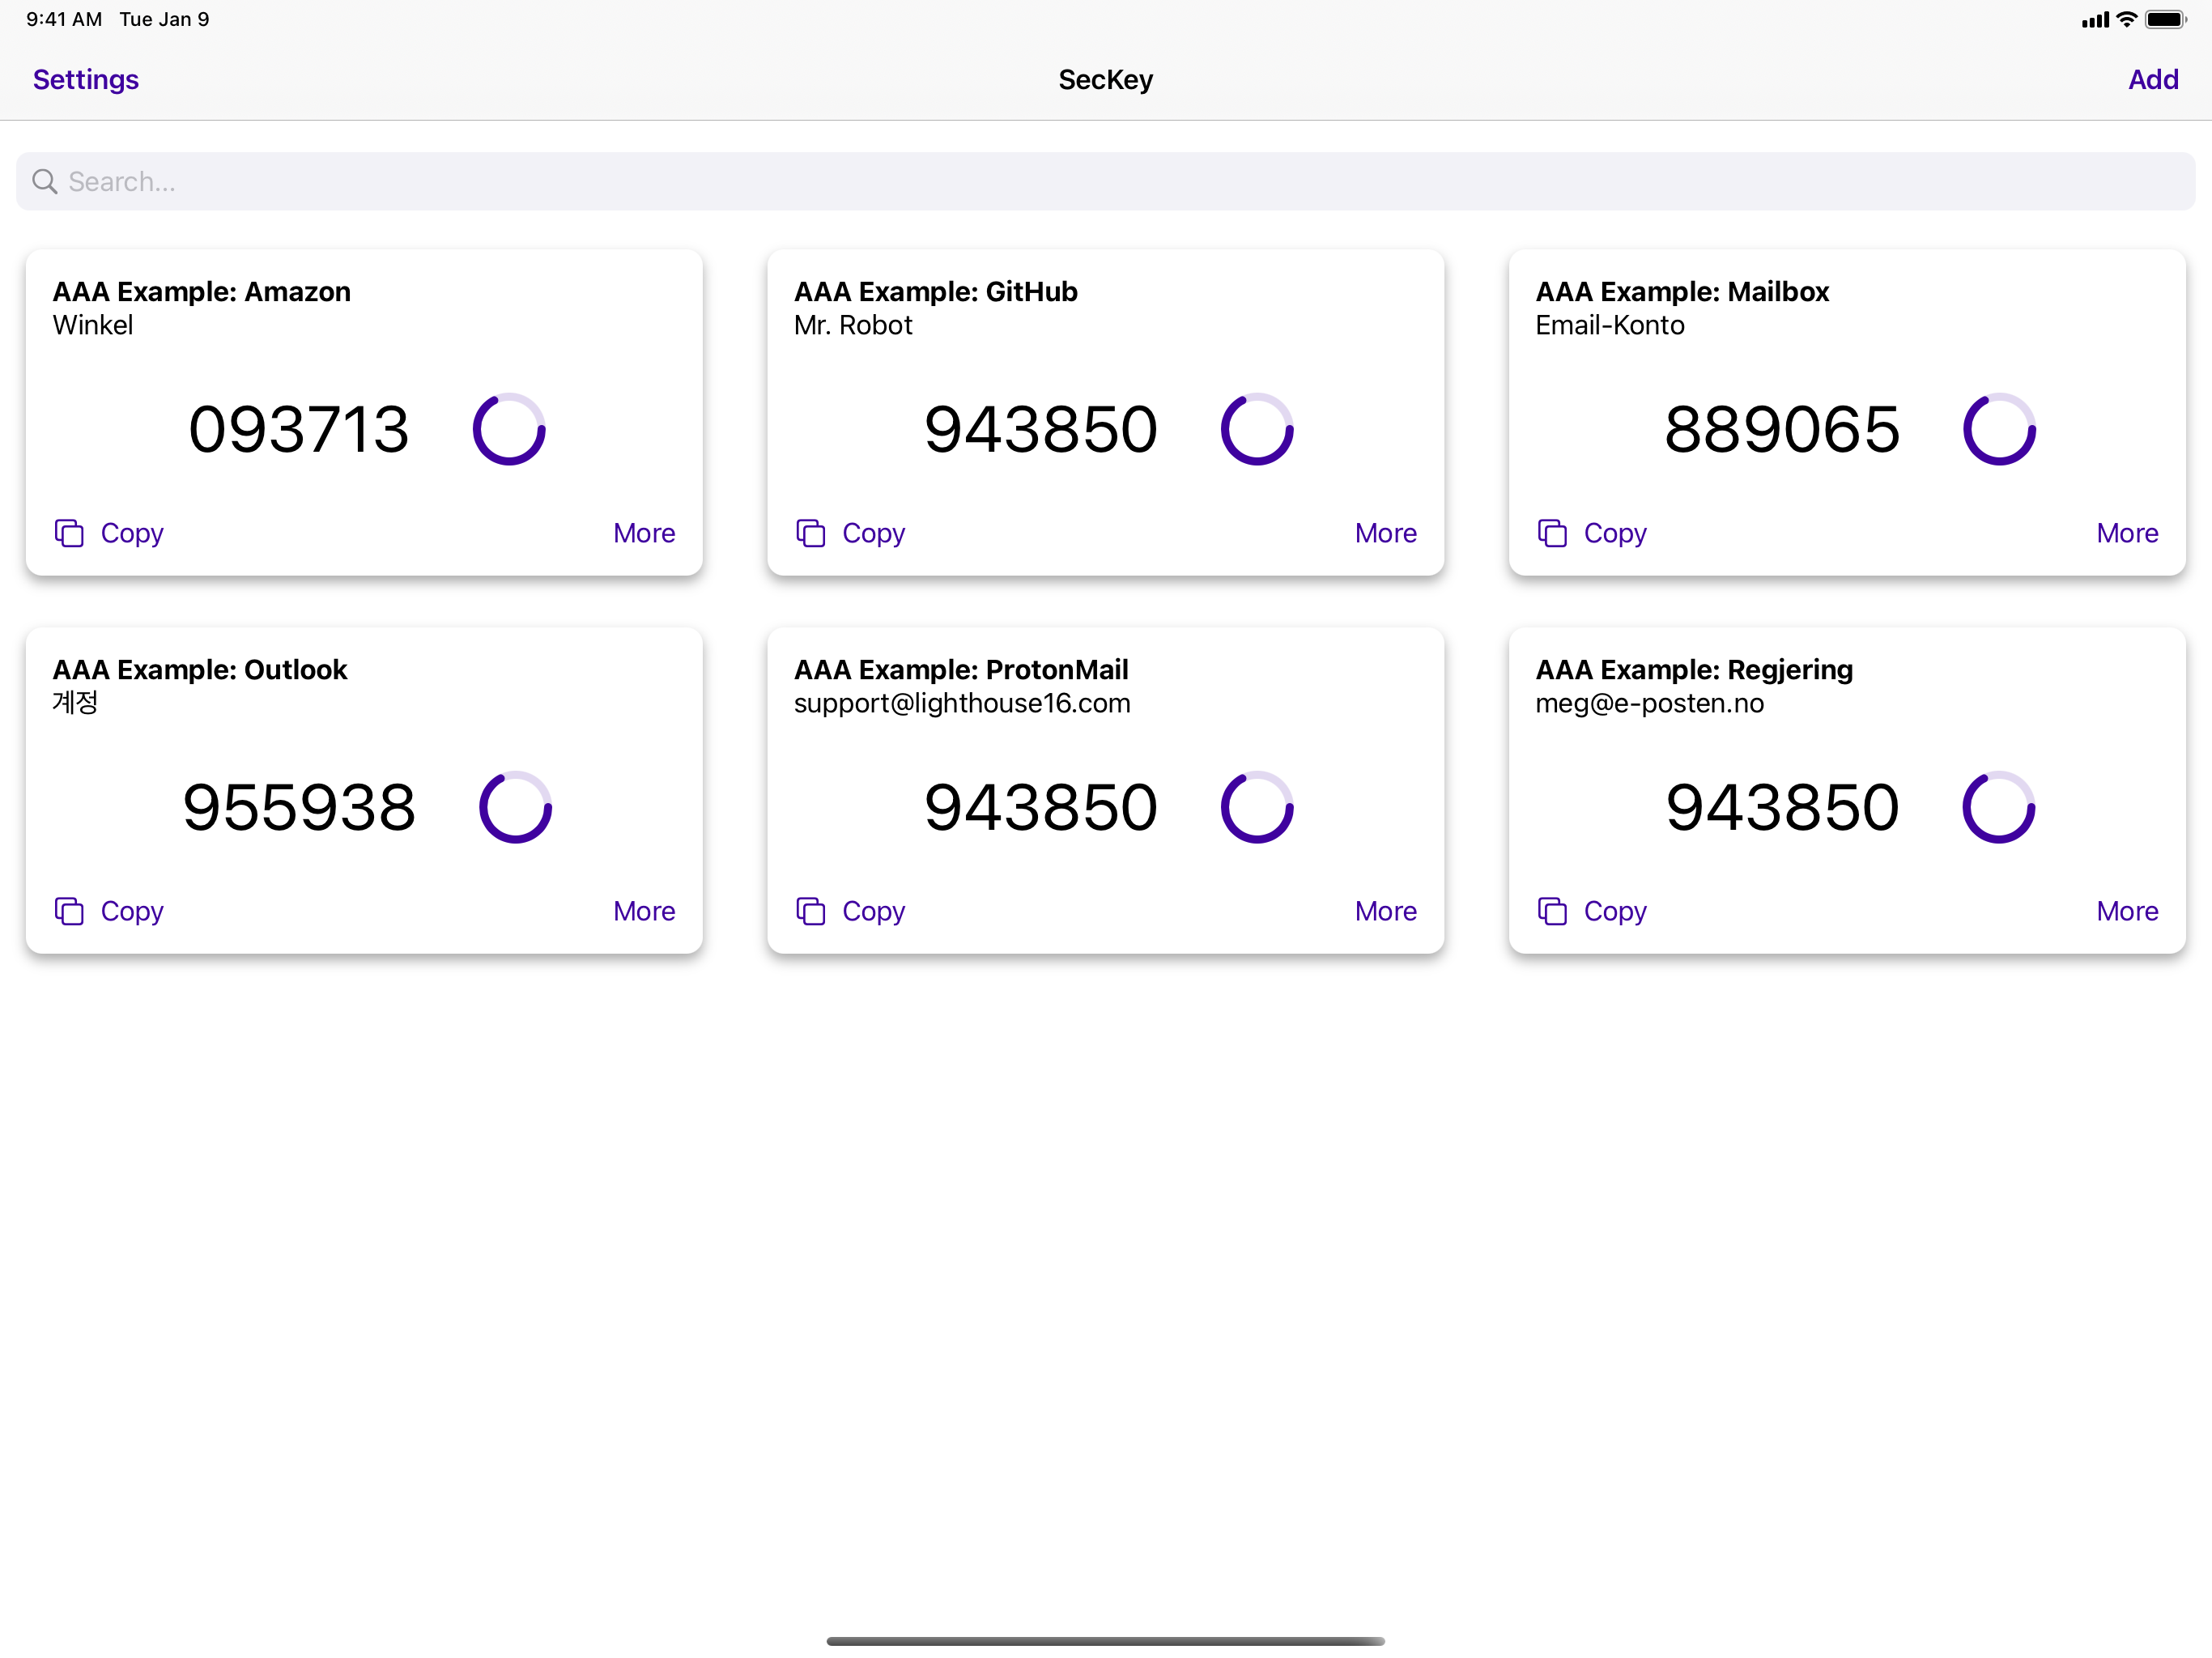 9:41 AM Tue Jan 9
Settings SecKey Add
Search...
AAA Example: Amazon
Winkel
093713
Copy More
AAA Example: GitHub
Mr. Robot
943850
Copy More
AAA Example: Mailbox
Email-Konto
889065
Copy More
AAA Example: Outlook
계정
955938
Copy More
AAA Example: ProtonMail
support@lighthouse16.com
943850
Copy More
AAA Example: Regjering
meg@e-posten.no
943850
Copy More